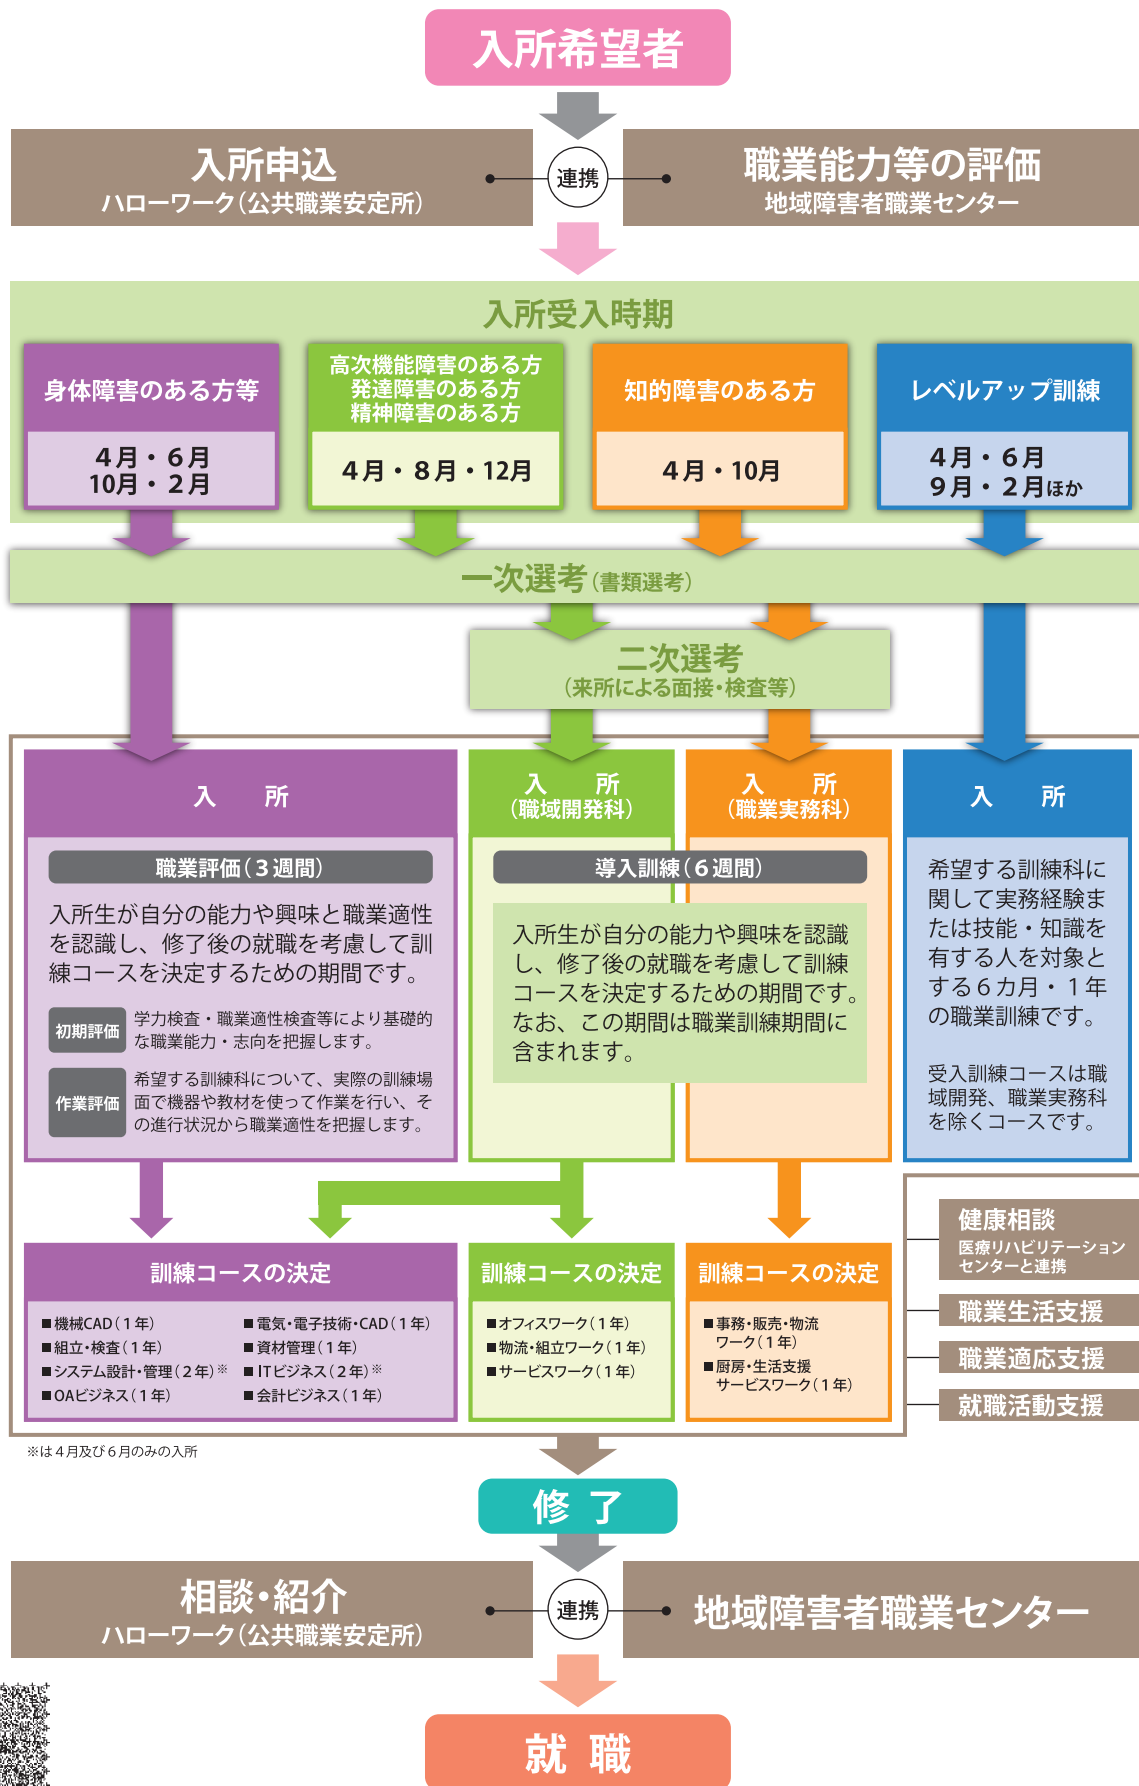 入所希望者
入所申込
ハローワーク（公共職業安定所）
連携
職業能力等の評価
地域障害者職業センター
入所受入時期
身体障害のある方等
4月・6月
10月・2月
高次機能障害のある方
発達障害のある方
精神障害のある方
4月・8月・12月
知的障害のある方
4月・10月
レベルアップ訓練
4月・6月
9月・2月ほか
一次選考（書類選考）
二次選考
（来所による面接・検査等）
入　所
職業評価（3週間）
入所生が自分の能力や興味と職業適性
を認識し、修了後の就職を考慮して訓
練コースを決定するための期間です。
初期評価
学力検査・職業適性検査等により基礎的
な職業能力・志向を把握します。
作業評価
希望する訓練科について、実際の訓練場
面で機器や教材を使って作業を行い、そ
の進行状況から職業適性を把握します。
入　所
（職域開発科）
入　所
（職業実務科）
導入訓練（6週間）
入所生が自分の能力や興味を認識
し、修了後の就職を考慮して訓練
コースを決定するための期間です。
なお、この期間は職業訓練期間に
含まれます。
入　所
希望する訓練科に
関して実務経験ま
たは技能・知識を
有する人を対象と
する6カ月・1年
の職業訓練です。
受入訓練コースは職
域開発、職業実務科
を除くコースです。
訓練コースの決定
■機械CAD（1年）
■組立・検査（1年）
■システム設計・管理（2年）※
■OAビジネス（1年）
■電気・電子技術・CAD（1年）
■資材管理（1年）
■ITビジネス（2年）※
■会計ビジネス（1年）
訓練コースの決定
■オフィスワーク（1年）
■物流・組立ワーク（1年）
■サービスワーク（1年）
訓練コースの決定
■事務・販売・物流
ワーク（1年）
■厨房・生活支援
サービスワーク（1年）
健康相談
医療リハビリテーション
センターと連携
職業生活支援
職業適応支援
就職活動支援
※は4月及び6月のみの入所
修了
相談・紹介
ハローワーク（公共職業安定所）
連携
地域障害者職業センター
就職